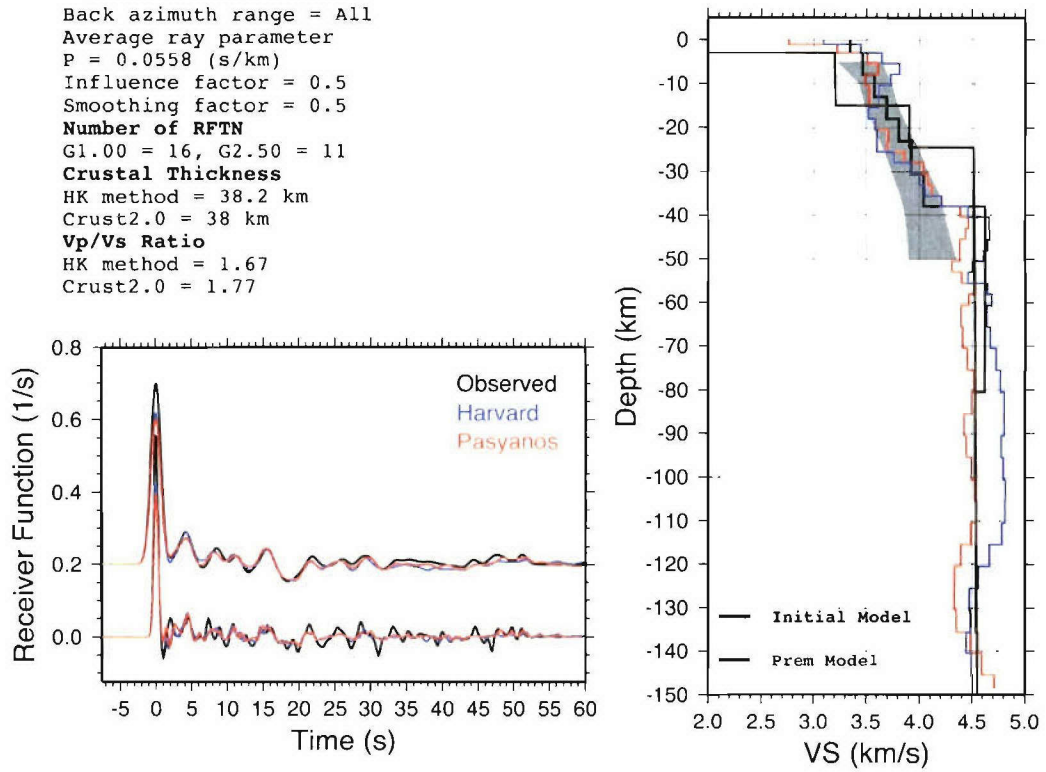 Back azimuth range = All
Average ray parameter
P = 0.0558 (s/km)
Influence factor = 0.5
Smoothing factor = 0.5
Number of RFTN
G1.00 = 16, G2.50 = 11
Crustal Thickness
HK method = 38.2 km
Crust2.0 = 38 km
Vp/Vs Ratio
HK method = 1.67
Crust2.0 = 1.77
Receiver Function (1/s)
0.8
0.6
0.4
0.2
0.0
Observed
Harvard
Pasyanos
-5 0 5 10 15 20 25 30 35 40 45 50 55 60
Time (s)
Depth (km)
0
-10
-20
-30
-40
-50
-60
-70
-80
-90
-100
-110
-120
-130
-140
-150
Initial Model
Prem Model
2.0 2.5 3.0 3.5 4.0 4.5 5.0
VS (km/s)